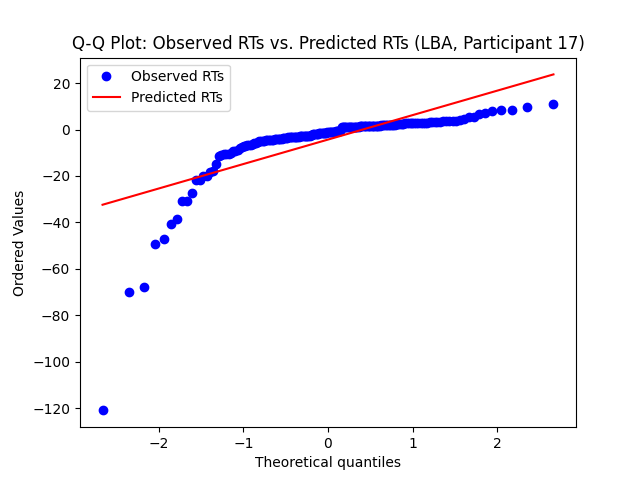 Q-Q Plot: Observed RTs vs. Predicted RTs (LBA, Participant 17)
Observed RTs
Predicted RTs
20
0
−20
−40
−60
−80
−100
−120
Ordered Values
−2
−1
0
1
2
Theoretical quantiles